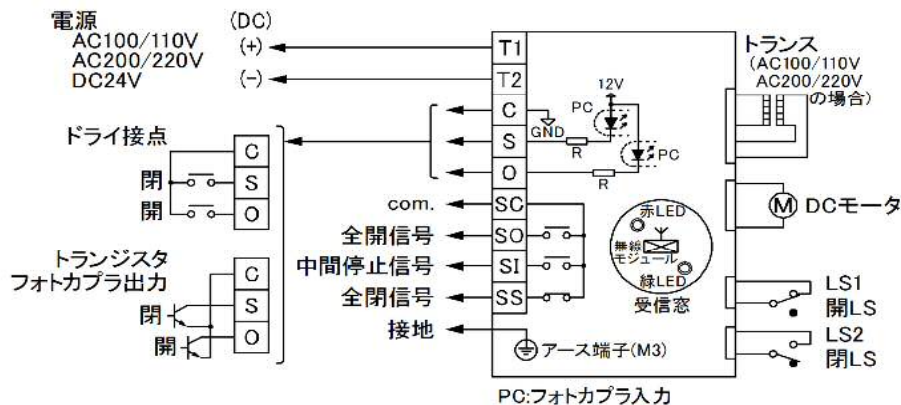 電源 (DC)
AC100/110V (+)
AC200/220V
DC24V (-)
ドライ接点
C
閉 S
開 O
トランジスタ
フォトカプラ出力
C
閉 S
開 O
T1
T2
C
S
O
com. SC
全開信号 SO
中間停止信号 SI
全閉信号 SS
接地
アース端子(M3)
12V
PC
GND
R
PC
R
赤LED
無線
モジュール
緑LED
受信窓
トランス
(AC100/110V
AC200/220V
の場合)
M DCモータ
LS1
開LS
LS2
閉LS
PC:フォトカプラ入力